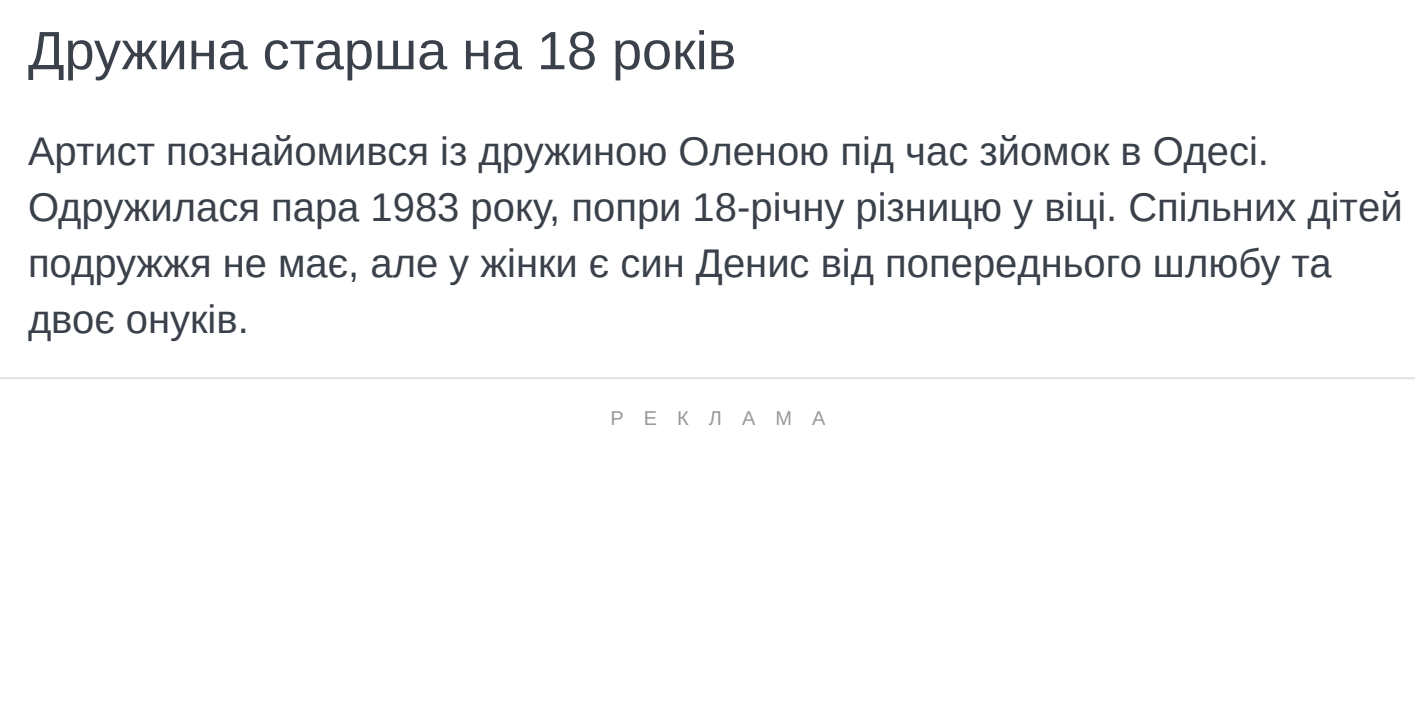 Дружина старша на 18 років
Артист познайомився із дружиною Оленою під час зйомок в Одесі.
Одружилася пара 1983 року, попри 18-річну різницю у віці. Спільних дітей
подружжя не має, але у жінки є син Денис від попереднього шлюбу та
двоє онуків.
РЕКЛАМА